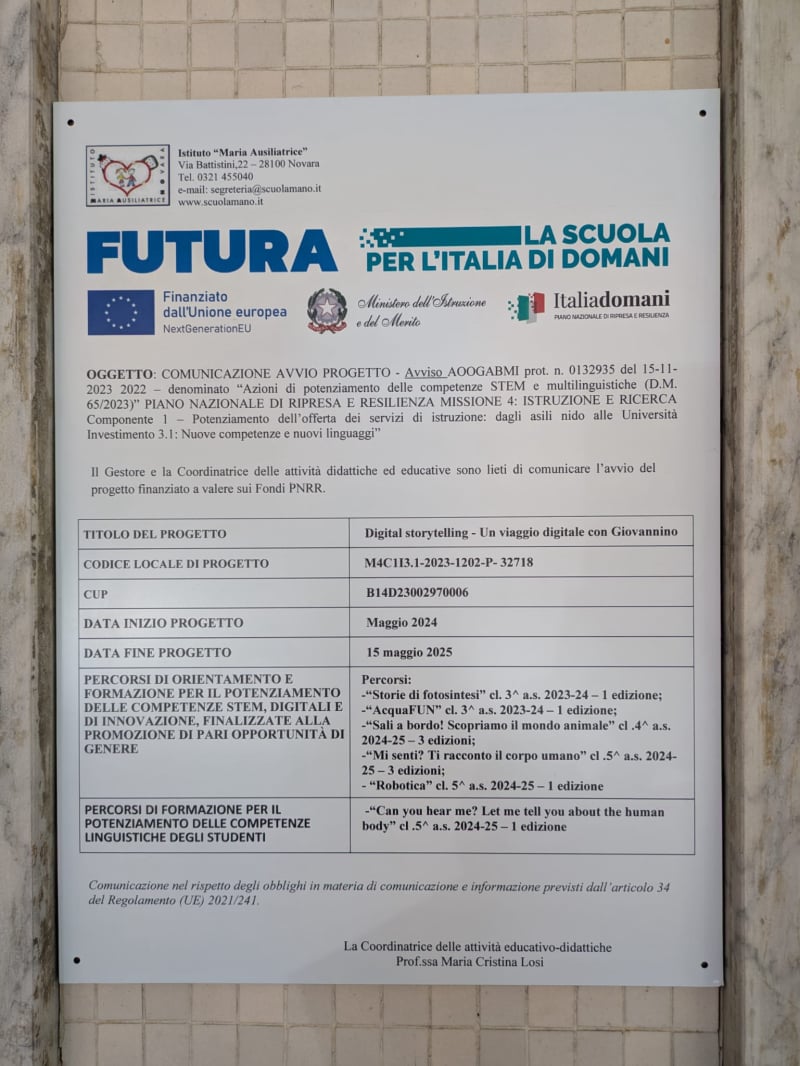 ISTITUTO
MARIA AUSILIATRICE
NOVARA
Istituto “Maria Ausiliatrice”
Via Battistini,22 – 28100 Novara
Tel. 0321 455040
e-mail: segreteria@scuolamano.it
www.scuolamano.it
FUTURA
LA SCUOLA
PER L’ITALIA DI DOMANI
Finanziato
dall’Unione europea
NextGenerationEU
Ministero dell’Istruzione
e del Merito
Italiadomani
PIANO NAZIONALE DI RIPRESA E RESILIENZA
OGGETTO: COMUNICAZIONE AVVIO PROGETTO - Avviso AOOGABMI prot. n. 0132935 del 15-11-
2023 2022 – denominato “Azioni di potenziamento delle competenze STEM e multilinguistiche (D.M.
65/2023)” PIANO NAZIONALE DI RIPRESA E RESILIENZA MISSIONE 4: ISTRUZIONE E RICERCA
Componente 1 – Potenziamento dell’offerta dei servizi di istruzione: dagli asili nido alle Università
Investimento 3.1: Nuove competenze e nuovi linguaggi”
Il Gestore e la Coordinatrice delle attività didattiche ed educative sono lieti di comunicare l’avvio del
progetto finanziato a valere sui Fondi PNRR.
TITOLO DEL PROGETTO
Digital storytelling - Un viaggio digitale con Giovannino
CODICE LOCALE DI PROGETTO
M4C1I3.1-2023-1202-P- 32718
CUP
B14D23002970006
DATA INIZIO PROGETTO
Maggio 2024
DATA FINE PROGETTO
15 maggio 2025
PERCORSI DI ORIENTAMENTO E
FORMAZIONE PER IL POTENZIAMENTO
DELLE COMPETENZE STEM, DIGITALI E
DI INNOVAZIONE, FINALIZZATE ALLA
PROMOZIONE DI PARI OPPORTUNITÀ DI
GENERE
Percorsi:
-“Storie di fotosintesi” cl. 3^ a.s. 2023-24 – 1 edizione;
-“AcquaFUN” cl. 3^ a.s. 2023-24 – 1 edizione;
-“Sali a bordo! Scopriamo il mondo animale” cl .4^ a.s.
2024-25 – 3 edizioni;
-“Mi senti? Ti racconto il corpo umano” cl .5^ a.s. 2024-
25 – 3 edizioni;
- “Robotica” cl. 5^ a.s. 2024-25 – 1 edizione
PERCORSI DI FORMAZIONE PER IL
POTENZIAMENTO DELLE COMPETENZE
LINGUISTICHE DEGLI STUDENTI
-“Can you hear me? Let me tell you about the human
body” cl .5^ a.s. 2024-25 – 1 edizione
Comunicazione nel rispetto degli obblighi in materia di comunicazione e informazione previsti dall’articolo 34
del Regolamento (UE) 2021/241.
La Coordinatrice delle attività educativo-didattiche
Prof.ssa Maria Cristina Losi